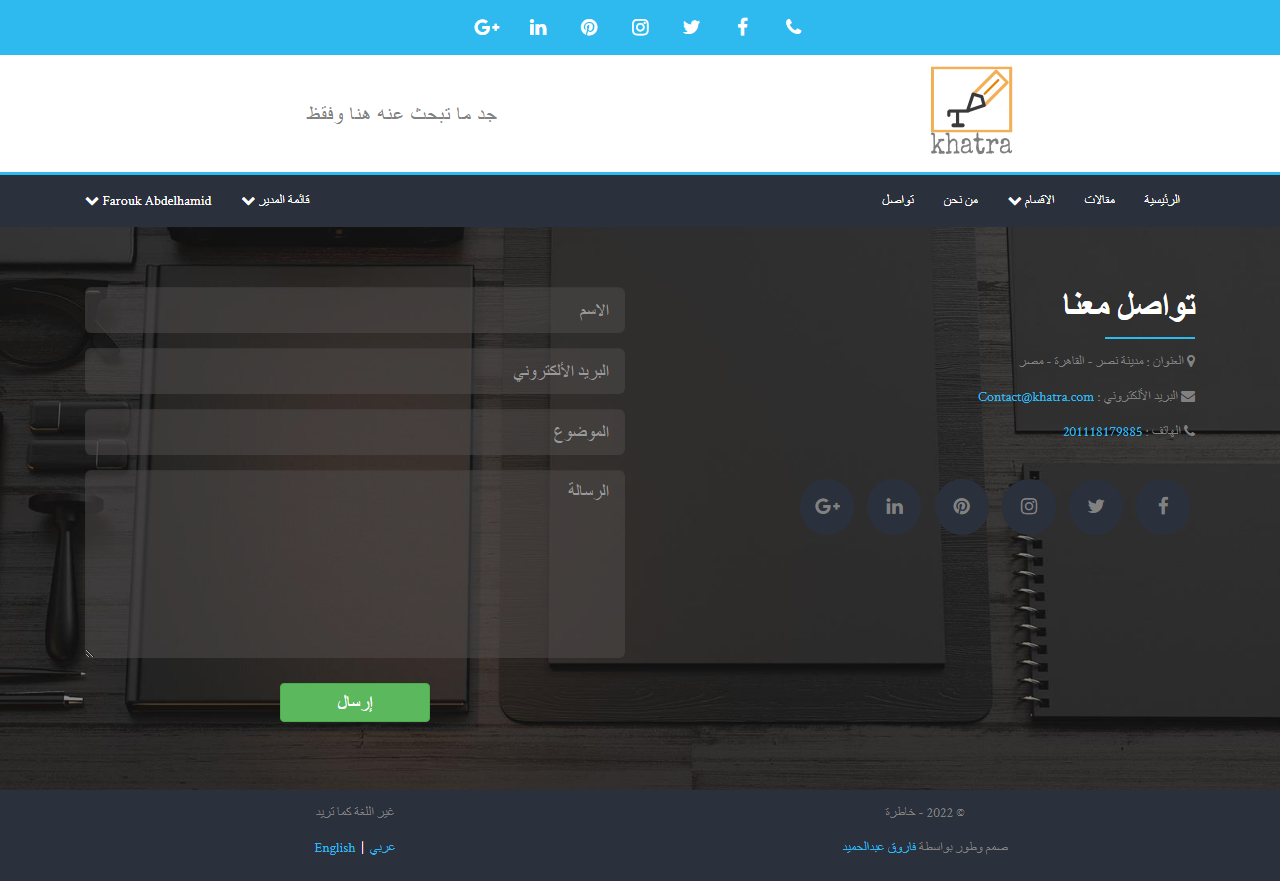 khatra
جد ما تبحث عنه هنا وفقظ
الرئيسية
مقالات
الاقسام
من نحن
تواصل
قائمة المدير
Farouk Abdelhamid
تواصل معنا
العنوان : مدينة نصر - القاهرة - مصر
البريد الألكتروني : Contact@khatra.com
الهاتف : 201118179885
الاسم
البريد الألكتروني
الموضوع
الرسالة
إرسال
© 2022 - خاطرة
صمم وطور بواسطة فاروق عبدالحميد
غير اللغة كما تريد
عربي | English